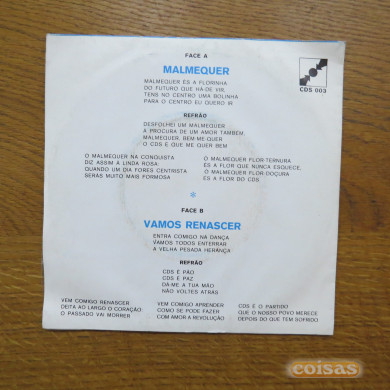 FACE A
CDS 003
MALMEQUER
MALMEQUER ÉS A FLORINHA
DO FUTURO QUE HÁ-DE VIR,
TENS NO CENTRO UMA BOLINHA
PARA O CENTRO EU QUERO IR
REFRÃO
DESFOLHEI UM MALMEQUER
À PROCURA DE UM AMOR TAMBÉM,
MALMEQUER, BEM-ME-QUER
O CDS É QUE ME QUER BEM
O MALMEQUER NA CONQUISTA
DIZ ASSIM À LINDA ROSA:
QUANDO UM DIA FORES CENTRISTA
SERÁS MUITO MAIS FORMOSA
O MALMEQUER FLOR TERNURA
ÉS A FLOR QUE NUNCA ESQUECE,
O MALMEQUER FLOR DOÇURA
ÉS A FLOR DO CDS
FACE B
VAMOS RENASCER
ENTRA COMIGO NA DANÇA
VAMOS TODOS ENTERRAR
A VELHA PESADA HERANÇA
REFRÃO
CDS É PÃO
CDS É PAZ
DÁ-ME A TUA MÃO
NÃO VOLTES ATRÁS
VEM COMIGO RENASCER
DEITA AO LARGO O CORAÇÃO
O PASSADO VAI MORRER
VEM COMIGO APRENDER
COMO SE PODE FAZER
COM AMOR A REVOLUÇÃO
CDS É O PARTIDO
QUE O NOSSO POVO MERECE
DEPOIS DO QUE TEM SOFRIDO
coisas